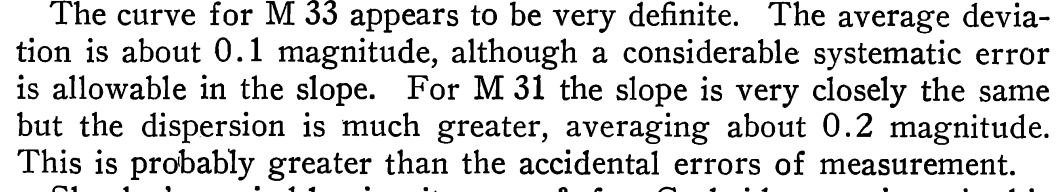 The curve for M 33 appears to be very definite. The average devia-
tion is about 0.1 magnitude, although a considerable systematic error
is allowable in the slope. For M 31 the slope is very closely the same
but the dispersion is much greater, averaging about 0.2 magnitude.
This is probably greater than the accidental errors of measurement.